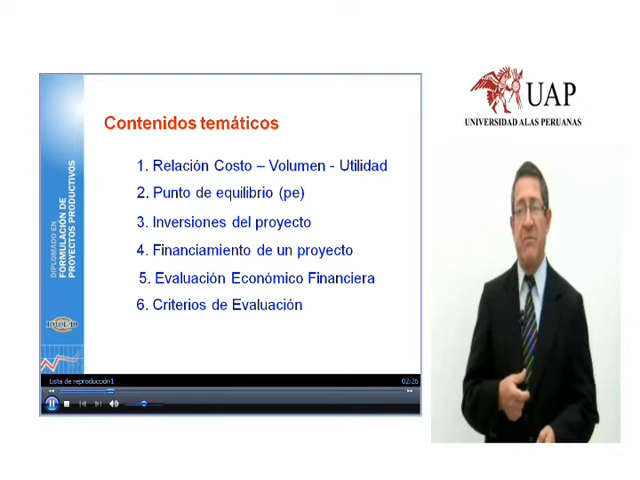 Contenidos temáticos
1. Relación Costo – Volumen - Utilidad
2. Punto de equilibrio (pe)
3. Inversiones del proyecto
4. Financiamiento de un proyecto
5. Evaluación Económico Financiera
6. Criterios de Evaluación
DIPLOMADO EN
FORMULACIÓN DE
PROYECTOS PRODUCTIVOS
DUED
Lista de reproducción1
02:26
UAP
UNIVERSIDAD ALAS PERUANAS